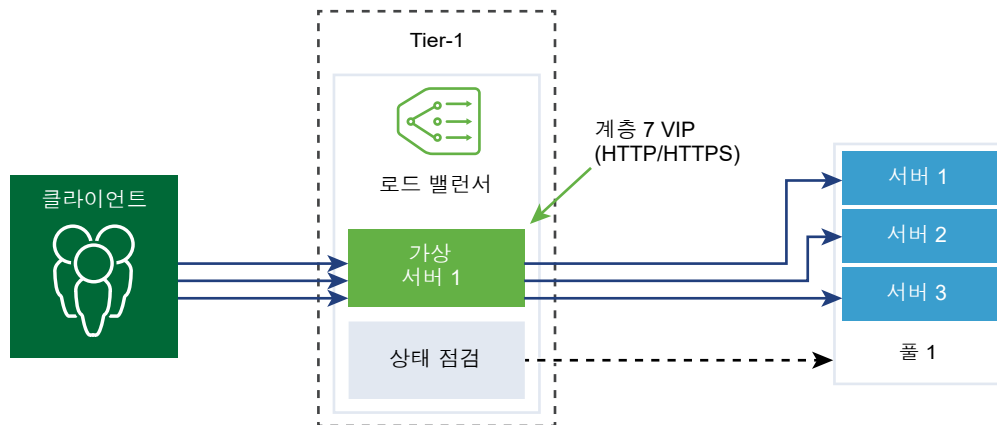 Tier-1
로드 밸런서
계층 7 VIP
(HTTP/HTTPS)
클라이언트
가상
서버 1
상태 점검
서버 1
서버 2
서버 3
풀 1